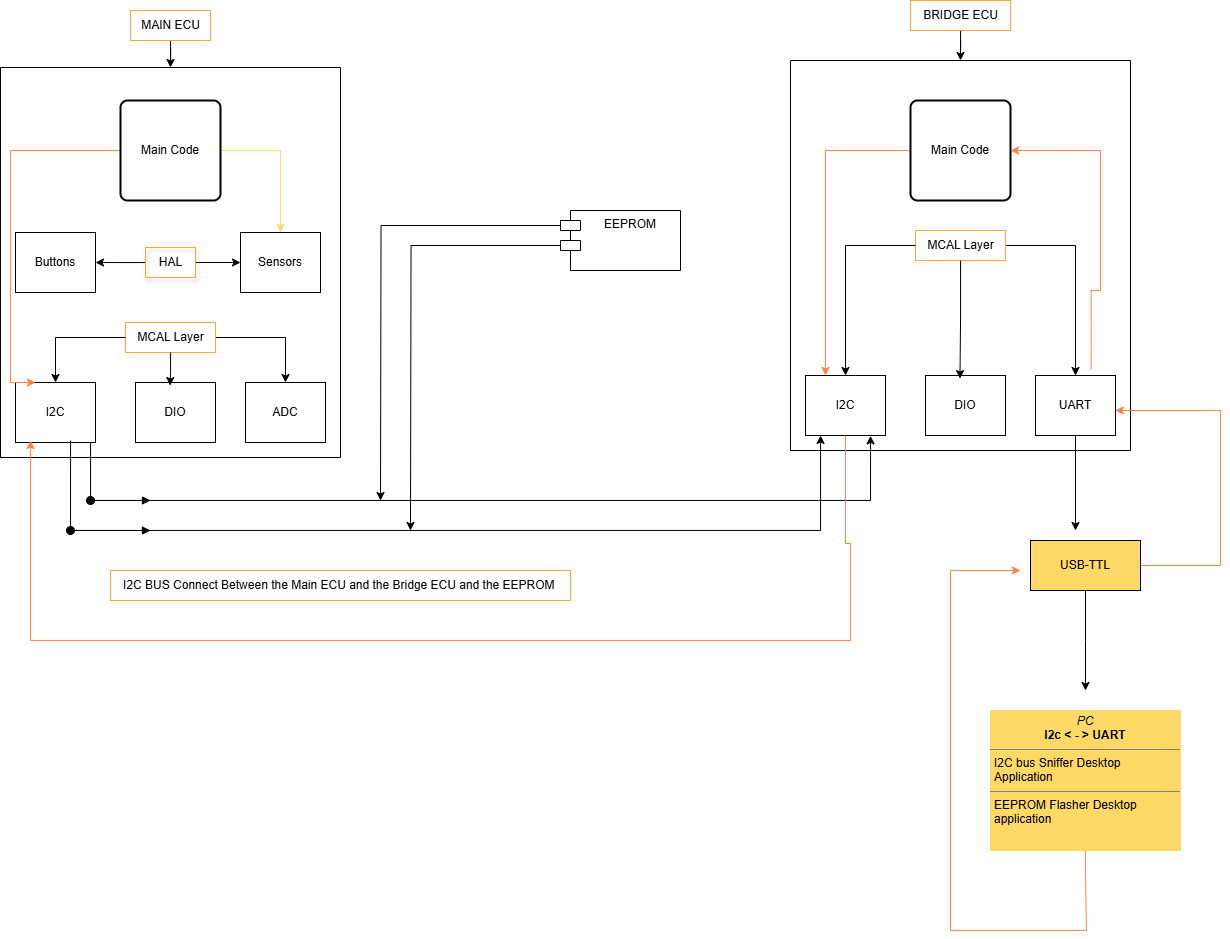 MAIN ECU
Main Code
Buttons
HAL
Sensors
MCAL Layer
I2C
DIO
ADC
EEPROM
BRIDGE ECU
Main Code
MCAL Layer
I2C
DIO
UART
I2C BUS Connect Between the Main ECU and the Bridge ECU and the EEPROM
USB-TTL
PC
I2c < - > UART
I2C bus Sniffer Desktop
Application
EEPROM Flasher Desktop
application